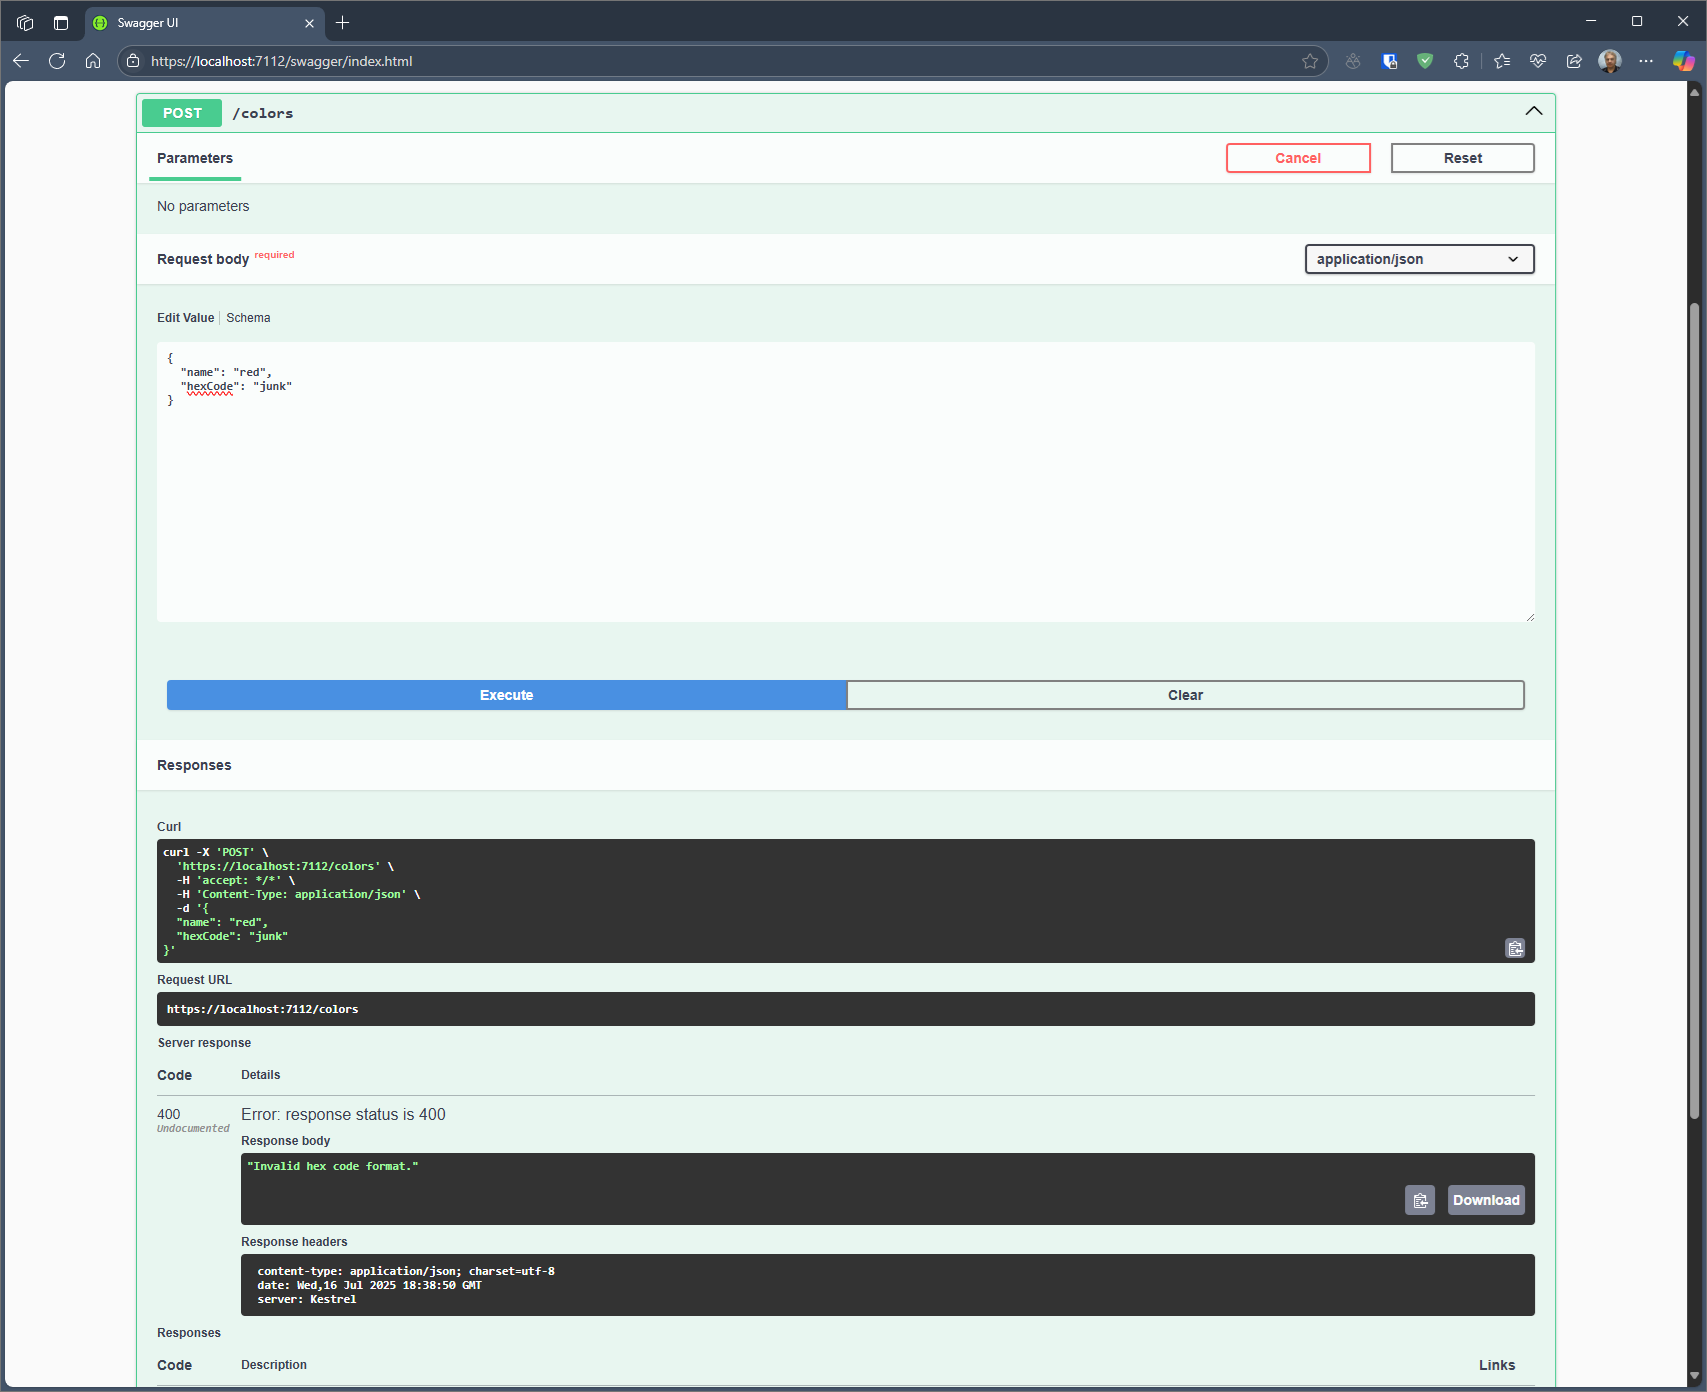 Swagger UI
https://localhost:7112/swagger/index.html
POST /colors
Parameters
Cancel
Reset
No parameters
Request body required
application/json
Edit Value Schema
{
"name": "red",
"hexCode": "junk"
}
Execute
Clear
Responses
Curl
curl -X 'POST' \
'https://localhost:7112/colors' \
-H 'accept: */*' \
-H 'Content-Type: application/json' \
-d '{
"name": "red",
"hexCode": "junk"
}'
Request URL
https://localhost:7112/colors
Server response
Code Details
400 Error: response status is 400
Undocumented
Response body
"Invalid hex code format."
Download
Response headers
content-type: application/json; charset=utf-8
date: Wed,16 Jul 2025 18:38:50 GMT
server: Kestrel
Responses
Code Description Links